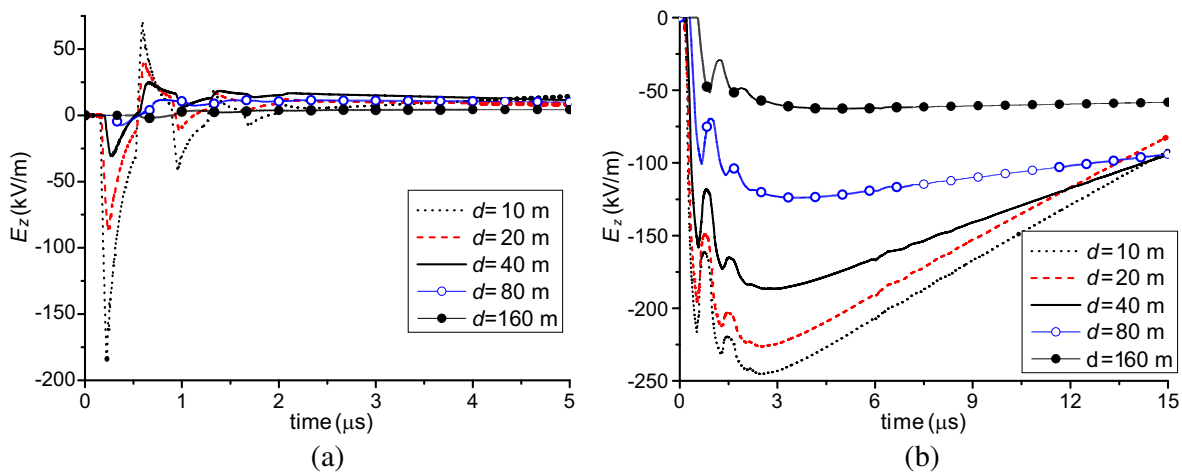 50
25
0
-25
-50
-100
-150
-200
E_z (kV/m)
0 1 2 3 4 5
time (μs)
d= 10 m
d= 20 m
d= 40 m
d= 80 m
d=160 m
(a)
0
-50
-100
-150
-200
-250
E_z (kV/m)
0 3 6 9 12 15
time (μs)
d= 10 m
d= 20 m
d= 40 m
d= 80 m
d=160 m
(b)